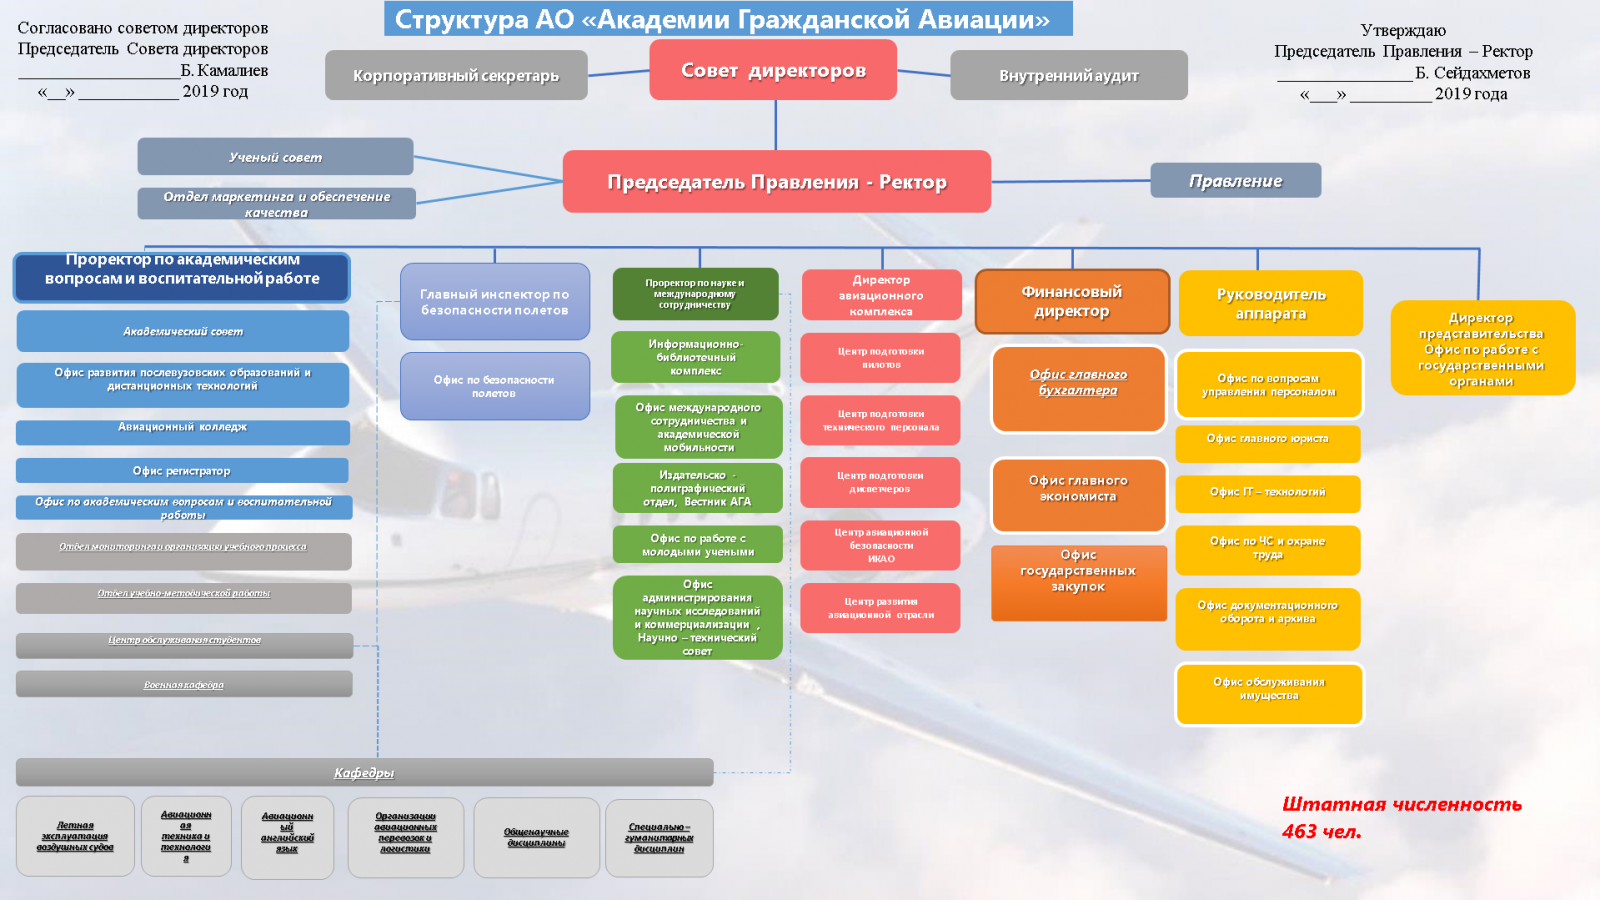 Структура АО «Академии Гражданской Авиации»
Согласовано советом директоров
Председатель Совета директоров
____________________Б. Камалиев
«__» ____________ 2019 год
Утверждаю
Председатель Правления – Ректор
________________ Б. Сейдахметов
«___» __________ 2019 года
Корпоративный секретарь
Совет директоров
Внутренний аудит
Ученый совет
Отдел маркетинга и обеспечение
качества
Председатель Правления - Ректор
Правление
Проректор по академическим
вопросам и воспитательной работе
Академический совет
Офис развития послевузовских образований и
дистанционных технологий
Авиационный колледж
Офис регистратор
Офис по академическим вопросам и воспитательной
работы
Отдел мониторинга и организации учебного процесса
Отдел учебно-методической работы
Центр обслуживания студентов
Военная кафедра
Главный инспектор по
безопасности полетов
Офис по безопасности
полетов
Проректор по науке и
международному
сотрудничеству
Информационно-
библиотечный
комплекс
Офис международного
сотрудничества и
академической
мобильности
Издательско -
полиграфический
отдел, Вестник АГА
Офис по работе с
молодыми учеными
Офис
администрирования
научных исследований
и коммерциализации ,
Научно – технический
совет
Директор
авиационного
комплекса
Центр подготовки
пилотов
Центр подготовки
технического персонала
Центр подготовки
диспетчеров
Центр авиационной
безопасности
ИКАО
Центр развития
авиационной отрасли
Финансовый
директор
Офис главного
бухгалтера
Офис главного
экономиста
Офис
государственных
закупок
Руководитель
аппарата
Офис по вопросам
управления персоналом
Офис главного юриста
Офис IT – технологий
Офис по ЧС и охране
труда
Офис документационного
оборота и архива
Офис обслуживания
имущества
Директор
представительства
Офис по работе с
государственными
органами
Кафедры
Летная
эксплуатация
воздушных судов
Авиационн
ая
техника и
технологи
я
Авиационн
ый
английский
язык
Организации
авиационных
перевозок и
логистики
Общенаучные
дисциплины
Специально –
гуманитарных
дисциплин
Штатная численность
463 чел.